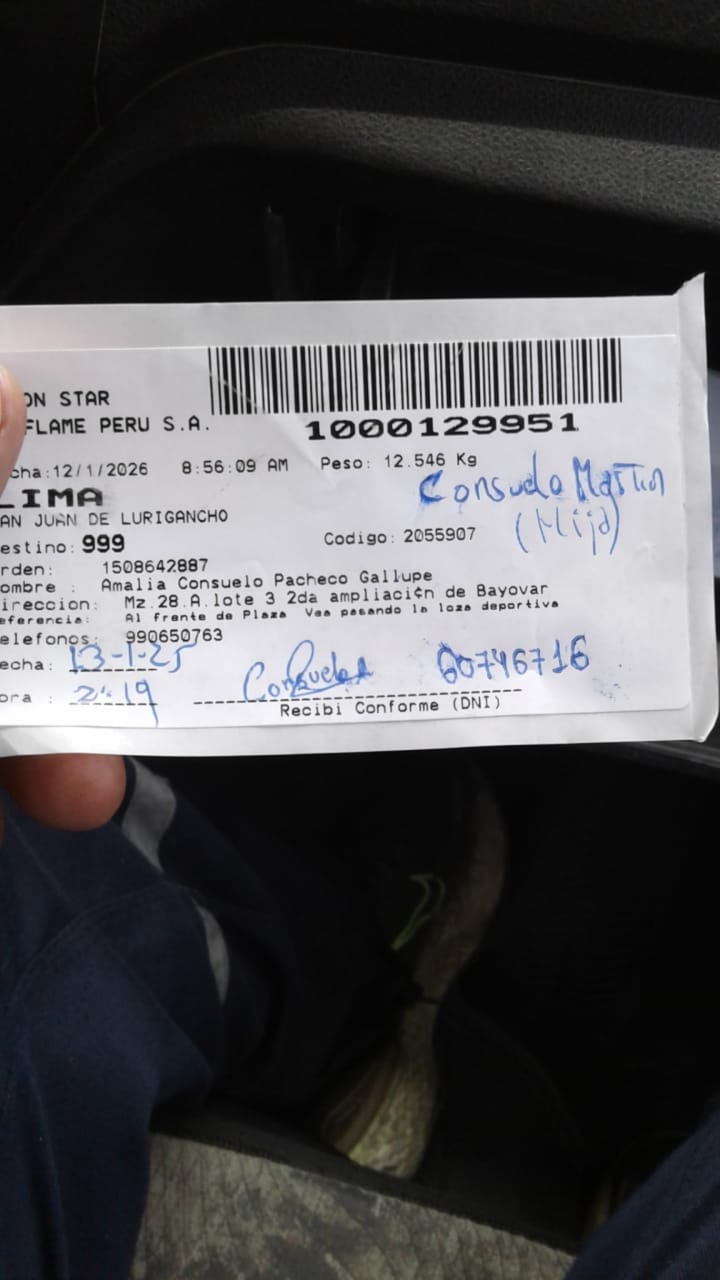 ON STAR
FLAME PERU S.A.
1000129951
cha:12/1/2026 8:56:09 AM Peso: 12.546 Kg
LIMA
AN JUAN DE LURIGANCHO
Consuelo Martin
(Hija)
estino: 999 Codigo: 2055907
rden: 1508642887
ombre : Amalia Consuelo Pacheco Gallupe
ireccion: Mz.28.A.lote 3 2da ampliaci¢n de Bayovar
eferencia: Al frente de Plaza Vea pasando la loza deportiva
elefonos: 990650763
echa: 13-1-25 Consuelo 60746716
ora : 2:19
Recibi Conforme (DNI)